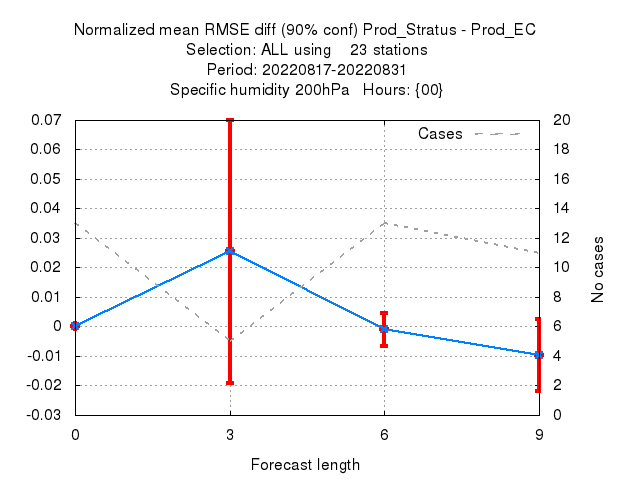 Normalized mean RMSE diff (90% conf) Prod_Stratus - Prod_EC
Selection: ALL using    23 stations
Period: 20220817-20220831
Specific humidity 200hPa   Hours: {00}
Cases
0.07
0.06
0.05
0.04
0.03
0.02
0.01
0
-0.01
-0.02
-0.03
20
18
16
14
12
10
8
6
4
2
0
No cases
0 3 6 9
Forecast length